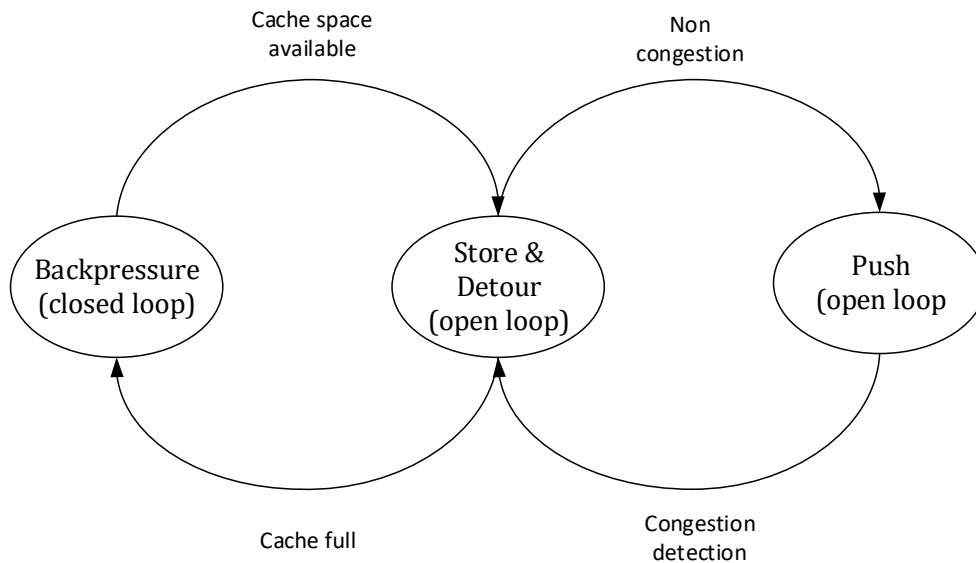 Cache space
available
Non
congestion
Backpressure
(closed loop)
Store &
Detour
(open loop)
Push
(open loop
Cache full
Congestion
detection